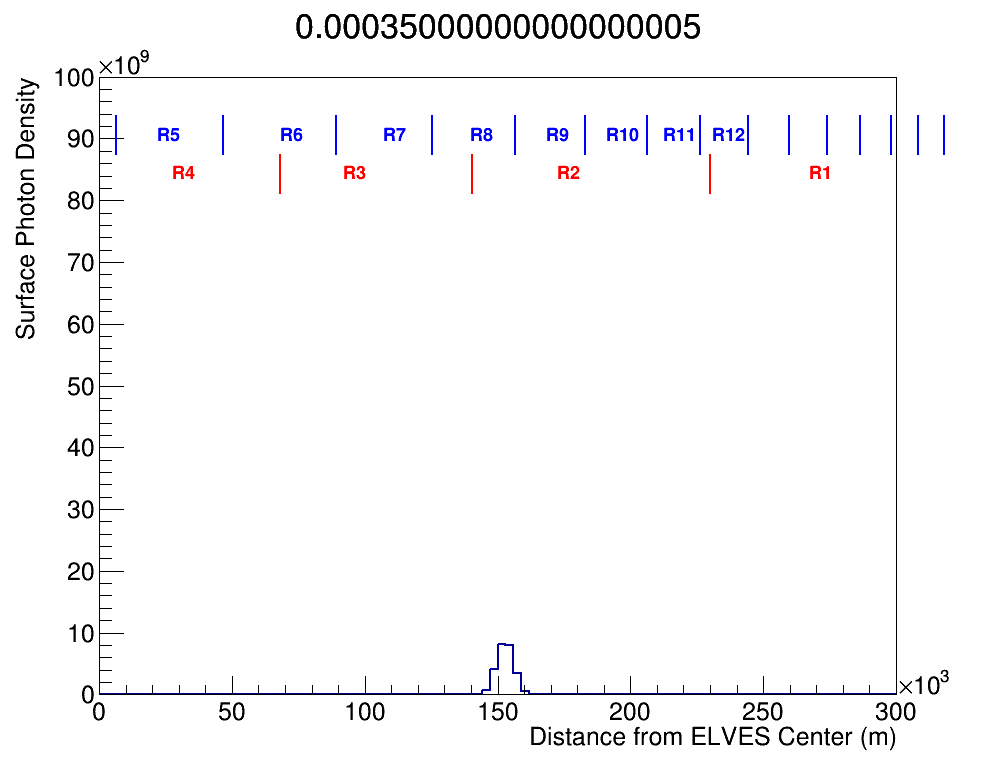 0.00035000000000000005
×10⁹
Surface Photon Density
100
90
80
70
60
50
40
30
20
10
0
R5 R6 R7 R8 R9 R10 R11 R12
R4 R3 R2 R1
0 50 100 150 200 250 300
×10³
Distance from ELVES Center (m)